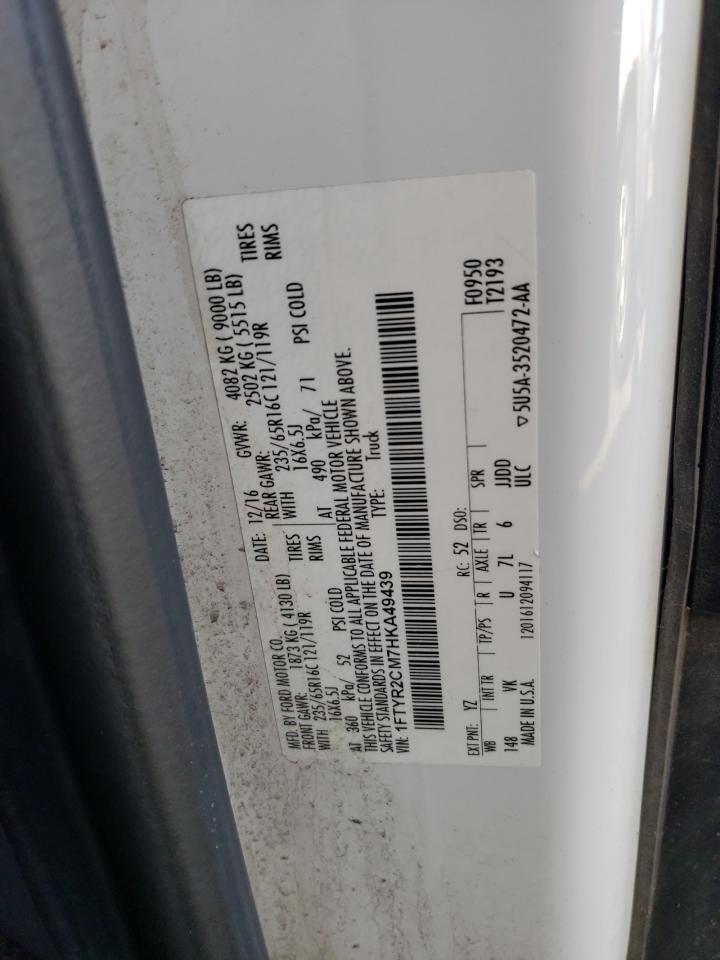 MFD. BY FORD MOTOR CO. DATE: 12/16 GVWR: 4082 KG ( 9000 LB)
FRONT GAWR: 1873 KG ( 4130 LB) REAR GAWR: 2502 KG ( 5515 LB)
WITH 235/65R16C 121/119R TIRES WITH 235/65R16C 121/119R TIRES
16X6.5J RIMS 16X6.5J RIMS
AT 360 kPa/ 52 PSI COLD AT 490 kPa/ 71 PSI COLD
THIS VEHICLE CONFORMS TO ALL APPLICABLE FEDERAL MOTOR VEHICLE
SAFETY STANDARDS IN EFFECT ON THE DATE OF MANUFACTURE SHOWN ABOVE.
VIN: 1FTYR2CM7HKA49439 TYPE: Truck
F0950
T2193
EXT PNT: YZ RC: 52 DSO:
WB INT TR TP/PS R AXLE TR SPR
148 VK U 7L 6 JJDD
MADE IN U.S.A. 1201612094117 ULC
▽5U5A-3520472-AA